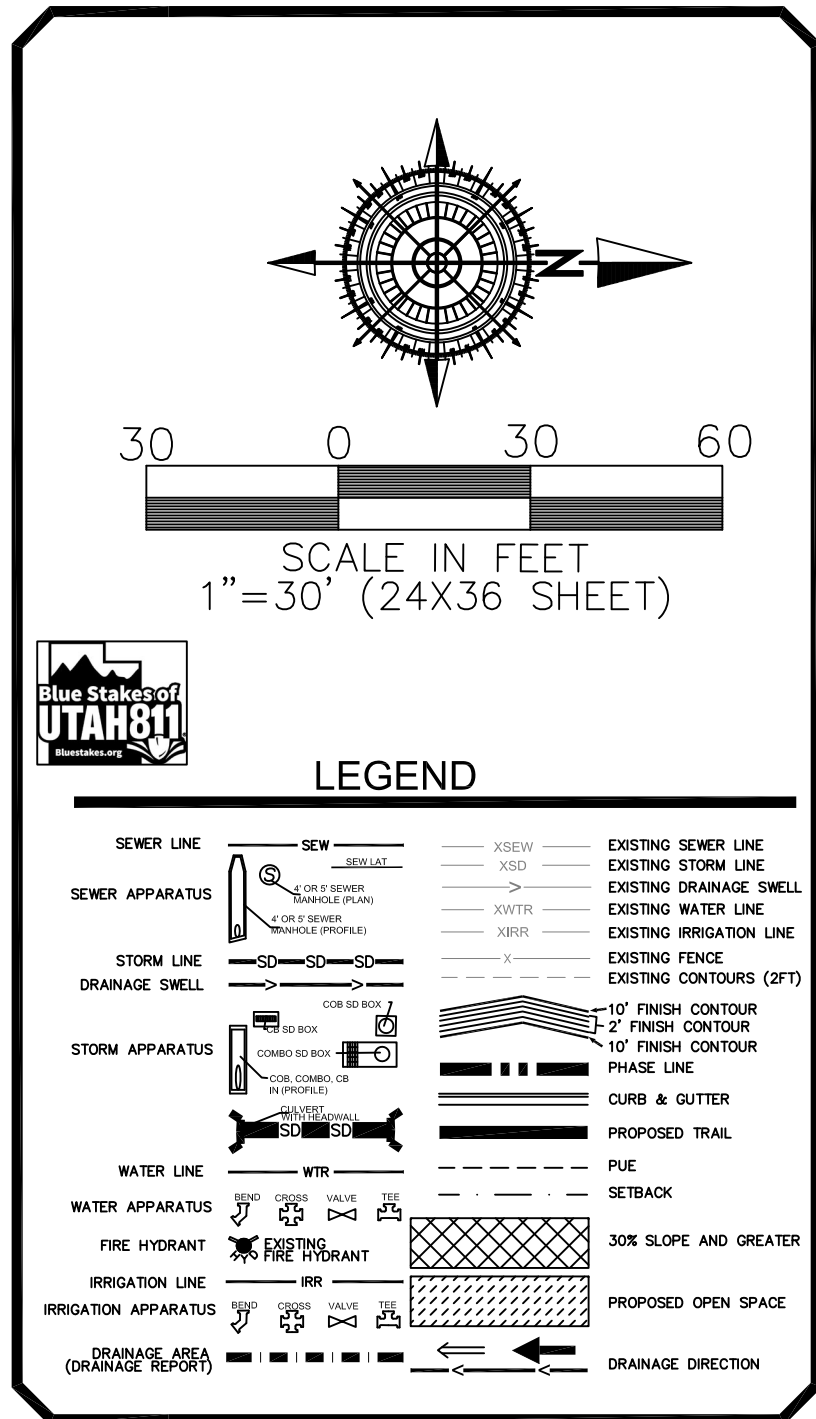 N
30 0 30 60
SCALE IN FEET
1"=30' (24X36 SHEET)
Blue Stakes of
UTAH811
Bluestakes.org
LEGEND
SEWER LINE
SEW
SEW LAT
SEWER APPARATUS
S
4' OR 5' SEWER
MANHOLE (PLAN)
4' OR 5' SEWER
MANHOLE (PROFILE)
STORM LINE
SD SD SD
DRAINAGE SWELL
COB SD BOX
CB SD BOX
STORM APPARATUS
COMBO SD BOX
COB, COMBO, CB
IN (PROFILE)
CULVERT
WITH HEADWALL
SD SD
WATER LINE
WTR
WATER APPARATUS
BEND CROSS VALVE TEE
FIRE HYDRANT
EXISTING
FIRE HYDRANT
IRRIGATION LINE
IRR
IRRIGATION APPARATUS
BEND CROSS VALVE TEE
DRAINAGE AREA
(DRAINAGE REPORT)
XSEW EXISTING SEWER LINE
XSD EXISTING STORM LINE
EXISTING DRAINAGE SWELL
XWTR EXISTING WATER LINE
XIRR EXISTING IRRIGATION LINE
X EXISTING FENCE
EXISTING CONTOURS (2FT)
10' FINISH CONTOUR
2' FINISH CONTOUR
10' FINISH CONTOUR
PHASE LINE
CURB & GUTTER
PROPOSED TRAIL
PUE
SETBACK
30% SLOPE AND GREATER
PROPOSED OPEN SPACE
DRAINAGE DIRECTION